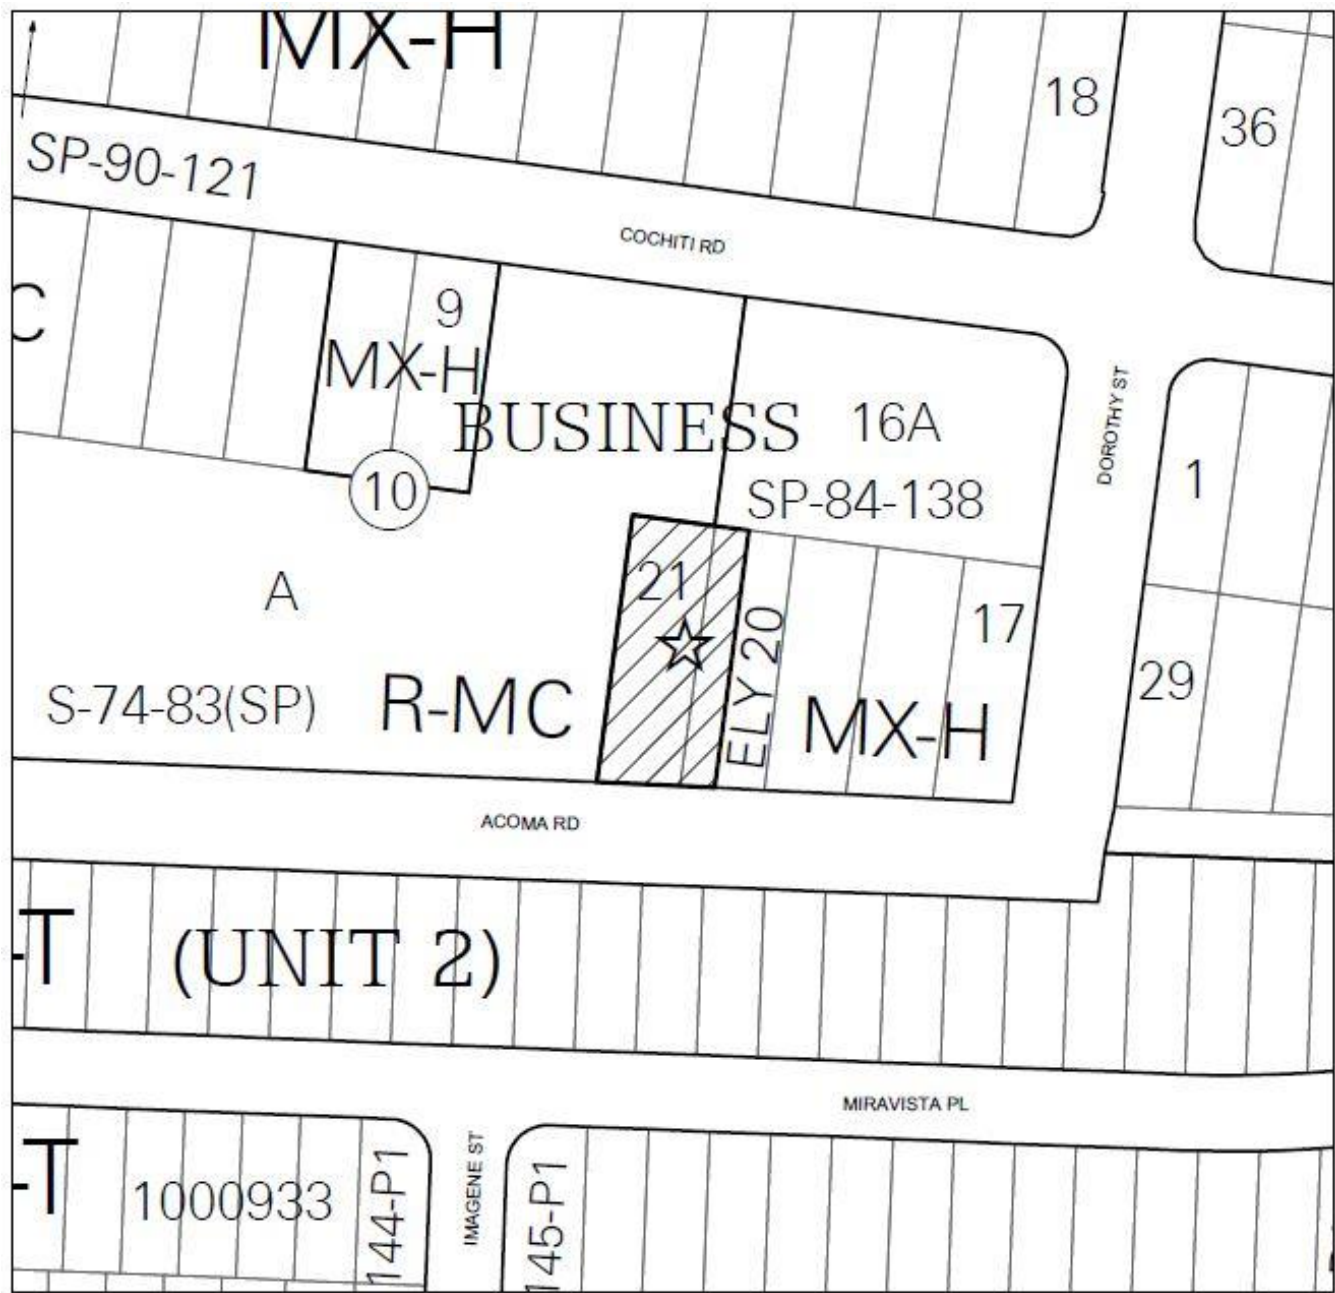 MX-H
18
36
SP-90-121
COCHITI RD
C
9
MX-H
BUSINESS
16A
DOROTHY ST
10
SP-84-138
1
A
21
ELY 20
17
29
S-74-83(SP)
R-MC
MX-H
ACOMA RD
-T
(UNIT 2)
MIRAVISTA PL
-T
1000933
144-P1
IMAGENE ST
145-P1